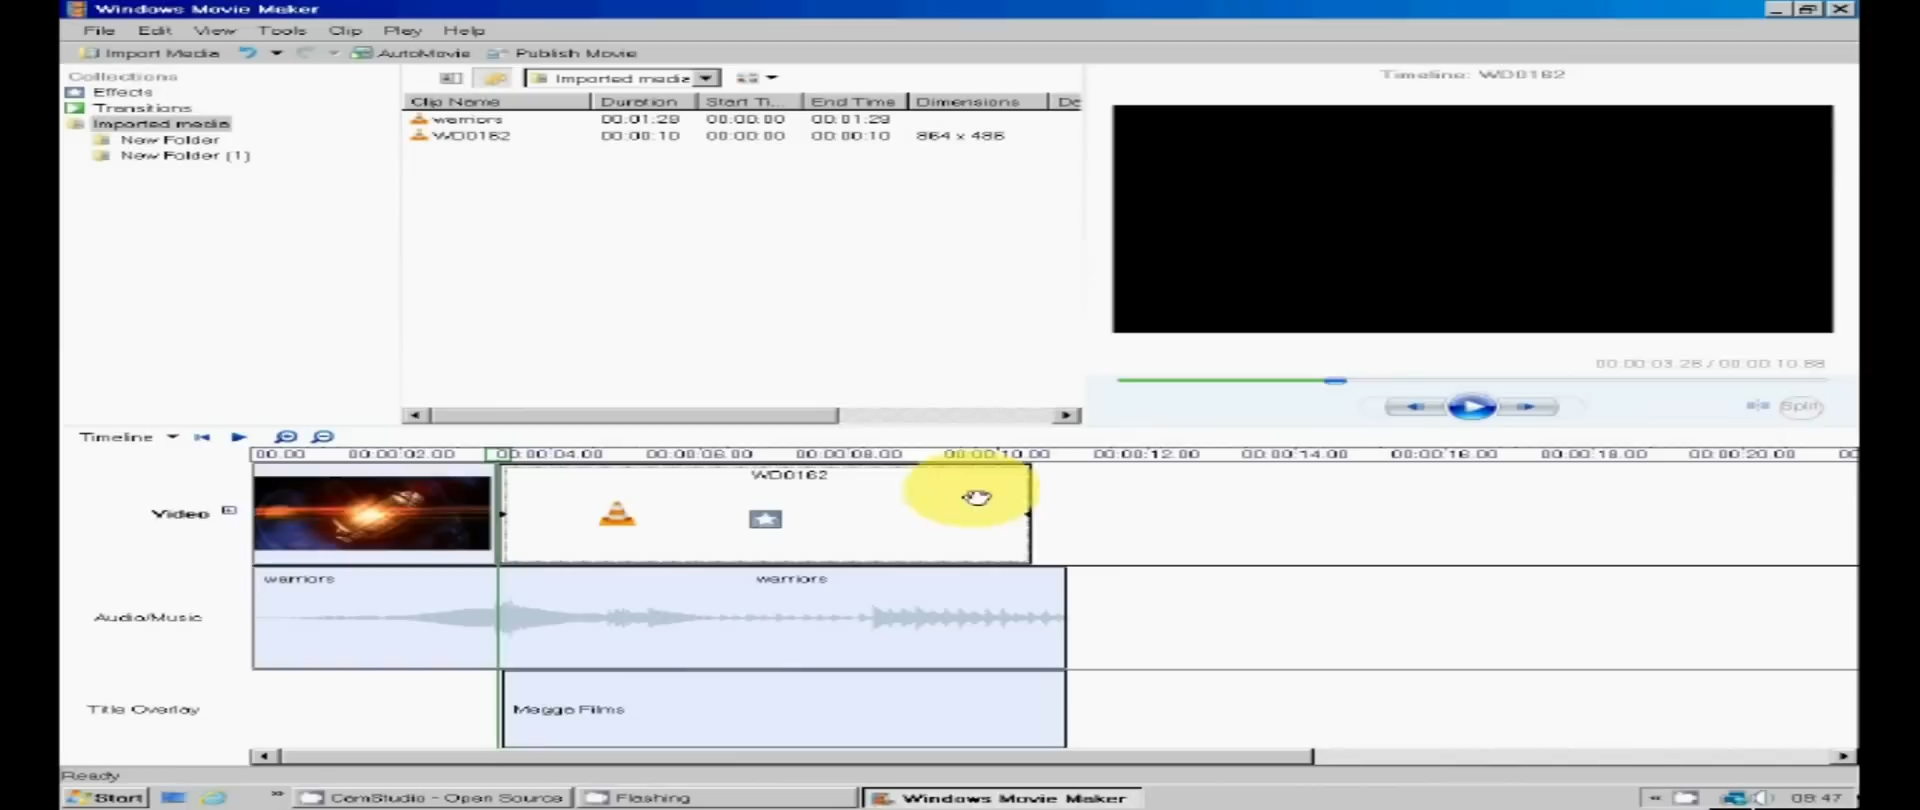 Windows Movie Maker
File Edit View Tools Clip Play Help
Import Media AutoMovie Publish Movie
Collections
Effects
Transitions
Imported media
New Folder
New Folder (1)
Imported media
Clip Name Duration Start Ti... End Time Dimensions Da
warriors 00:01:29 00:00:00 00:01:29
WD0162 00:00:10 00:00:00 00:00:10 864 x 486
Timeline: WD0162
00:00:03.28 / 00:00:10.88
Split
Timeline
00.00 00:00:02.00 00:00:04.00 00:00:06.00 00:00:08.00 00:00:10.00 00:00:12.00 00:00:14.00 00:00:16.00 00:00:18.00 00:00:20.00 00
WD0162
Video
warriors warriors
Audio/Music
Title Overlay
Magga Films
Ready
Start CamStudio - Open Source Flashing Windows Movie Maker 08:47